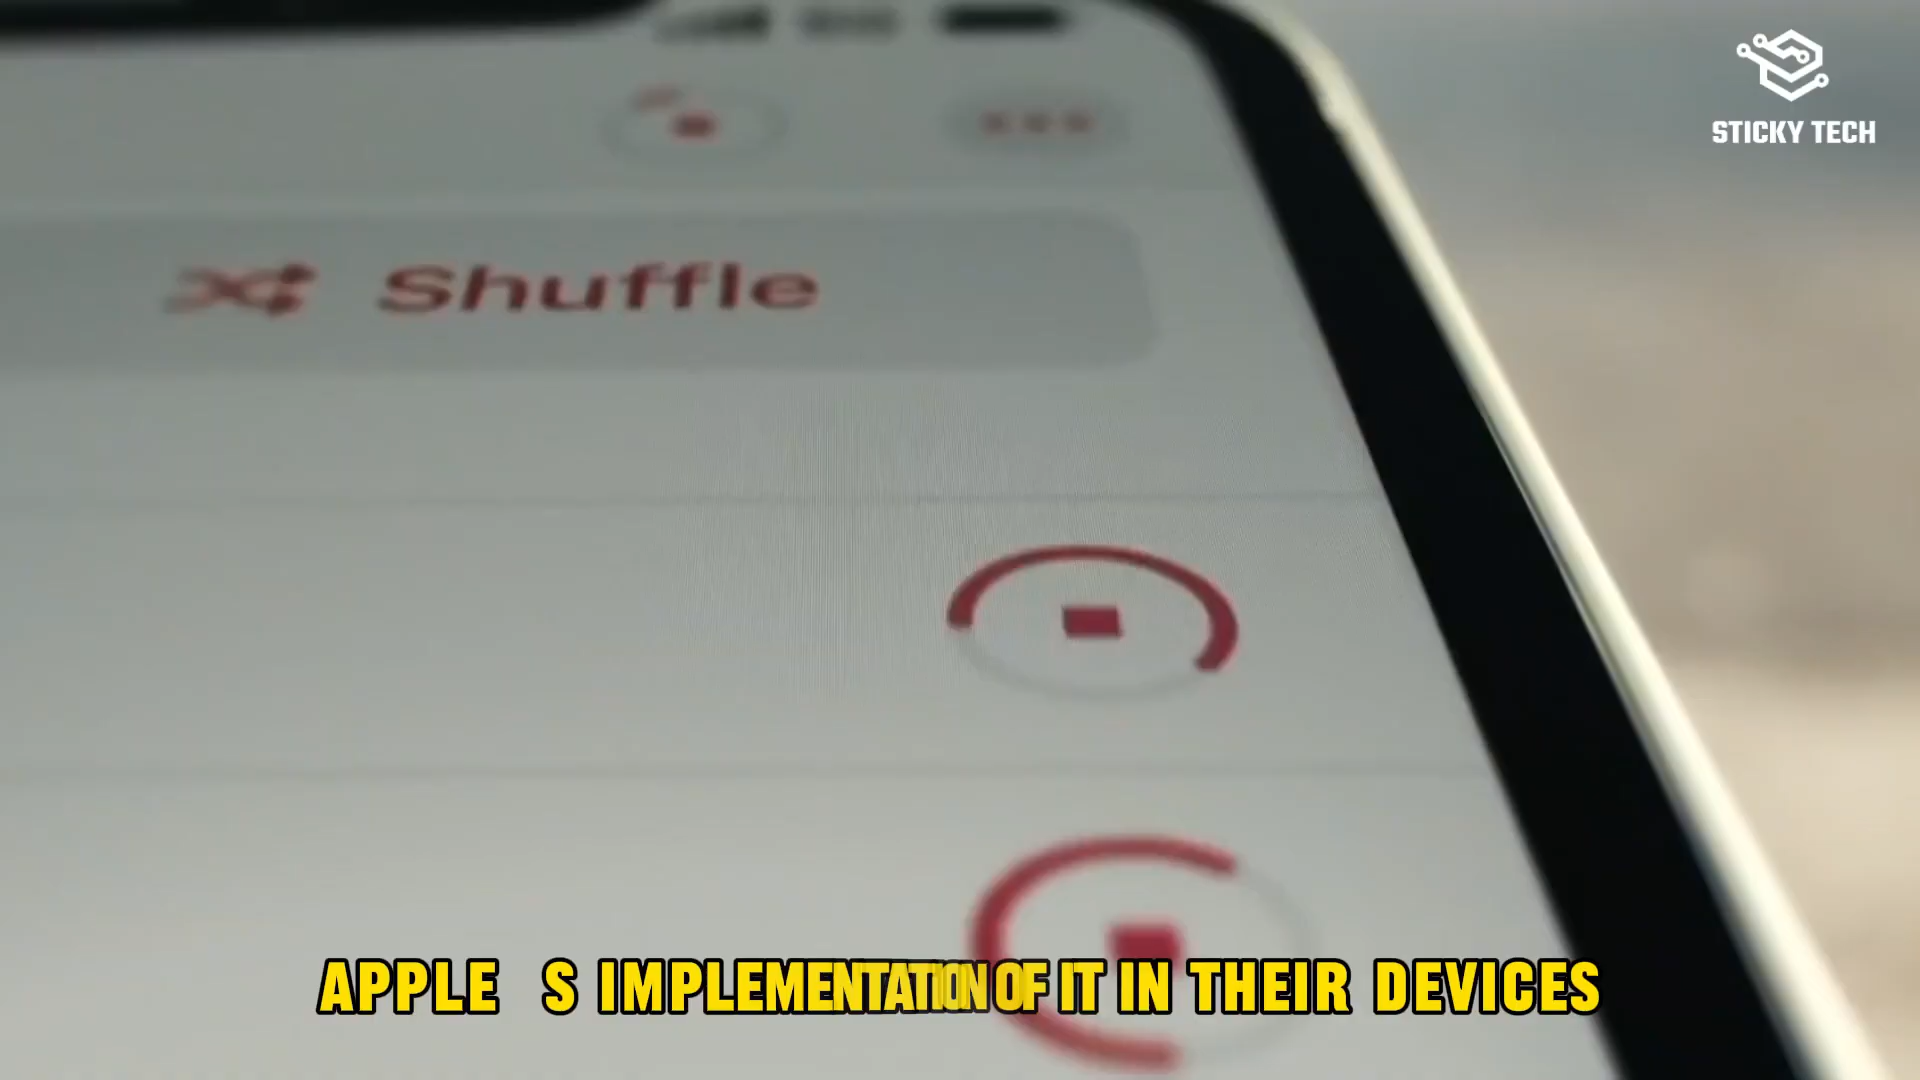 STICKY TECH
Shuffle
APPLE S IMPLEMENTATION OF IT IN THEIR DEVICES